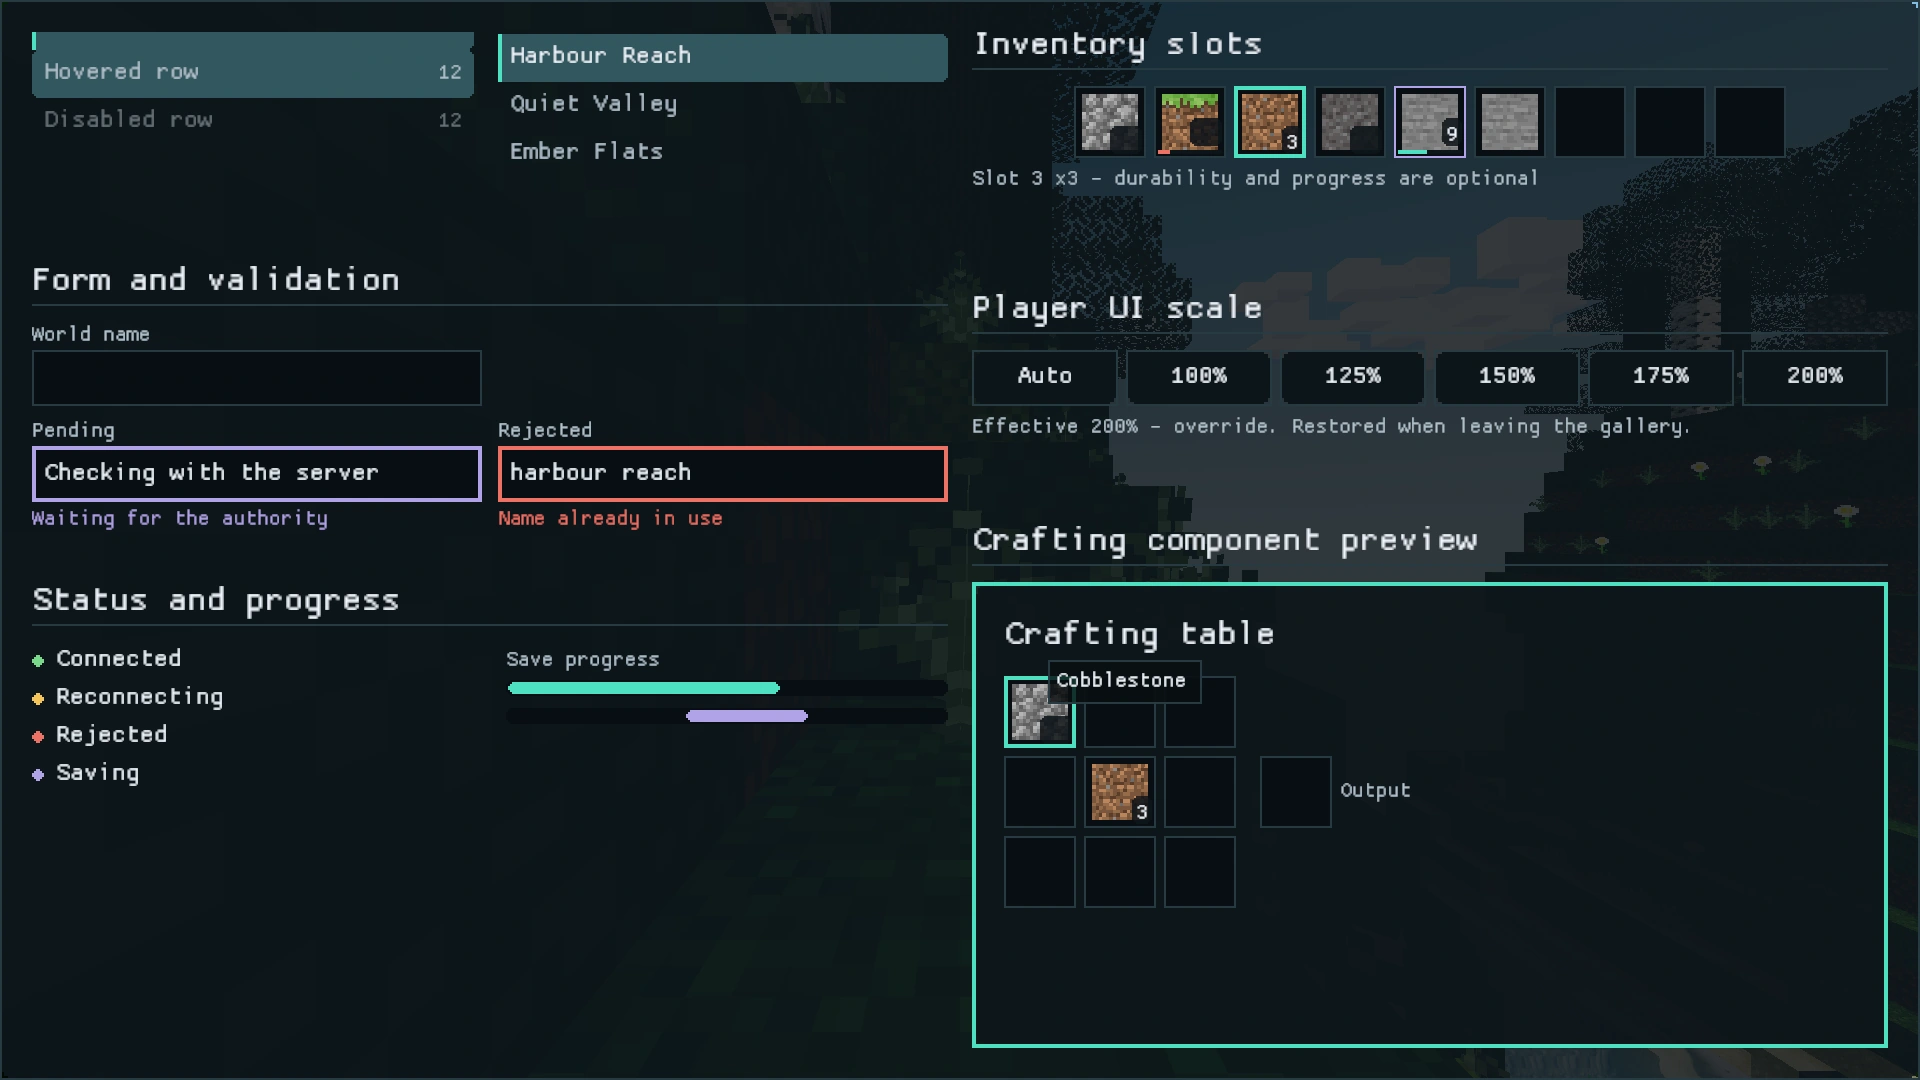 Hovered row 12
Disabled row 12
Harbour Reach
Quiet Valley
Ember Flats
Form and validation
World name
Pending
Checking with the server
Waiting for the authority
Rejected
harbour reach
Name already in use
Status and progress
Connected
Reconnecting
Rejected
Saving
Save progress
Inventory slots
3
9
Slot 3 x3 - durability and progress are optional
Player UI scale
Auto 100% 125% 150% 175% 200%
Effective 200% - override. Restored when leaving the gallery.
Crafting component preview
Crafting table
Cobblestone
3
Output